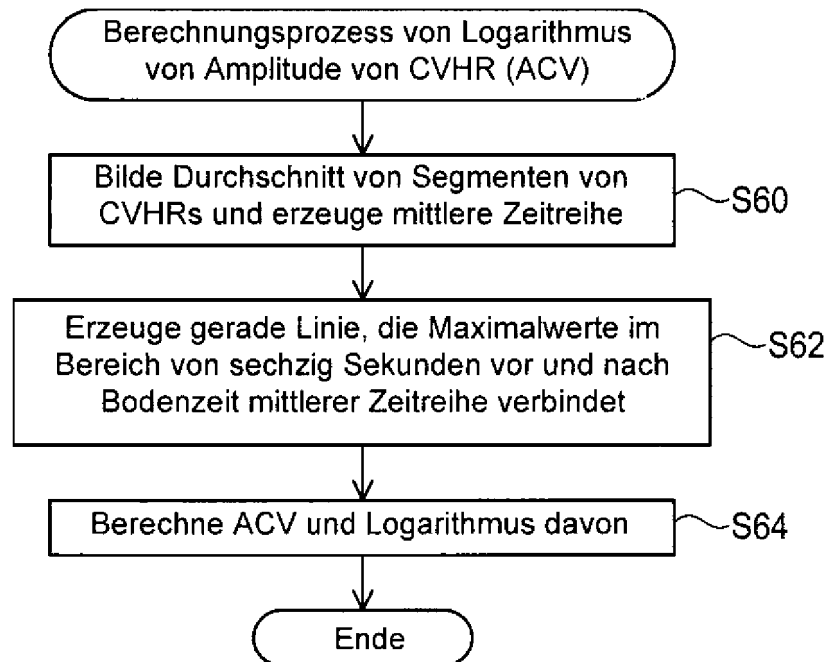 Berechnungsprozess von Logarithmus
von Amplitude von CVHR (ACV)
Bilde Durchschnitt von Segmenten von
CVHRs und erzeuge mittlere Zeitreihe
S60
Erzeuge gerade Linie, die Maximalwerte im
Bereich von sechzig Sekunden vor und nach
Bodenzeit mittlerer Zeitreihe verbindet
S62
Berechne ACV und Logarithmus davon
S64
Ende